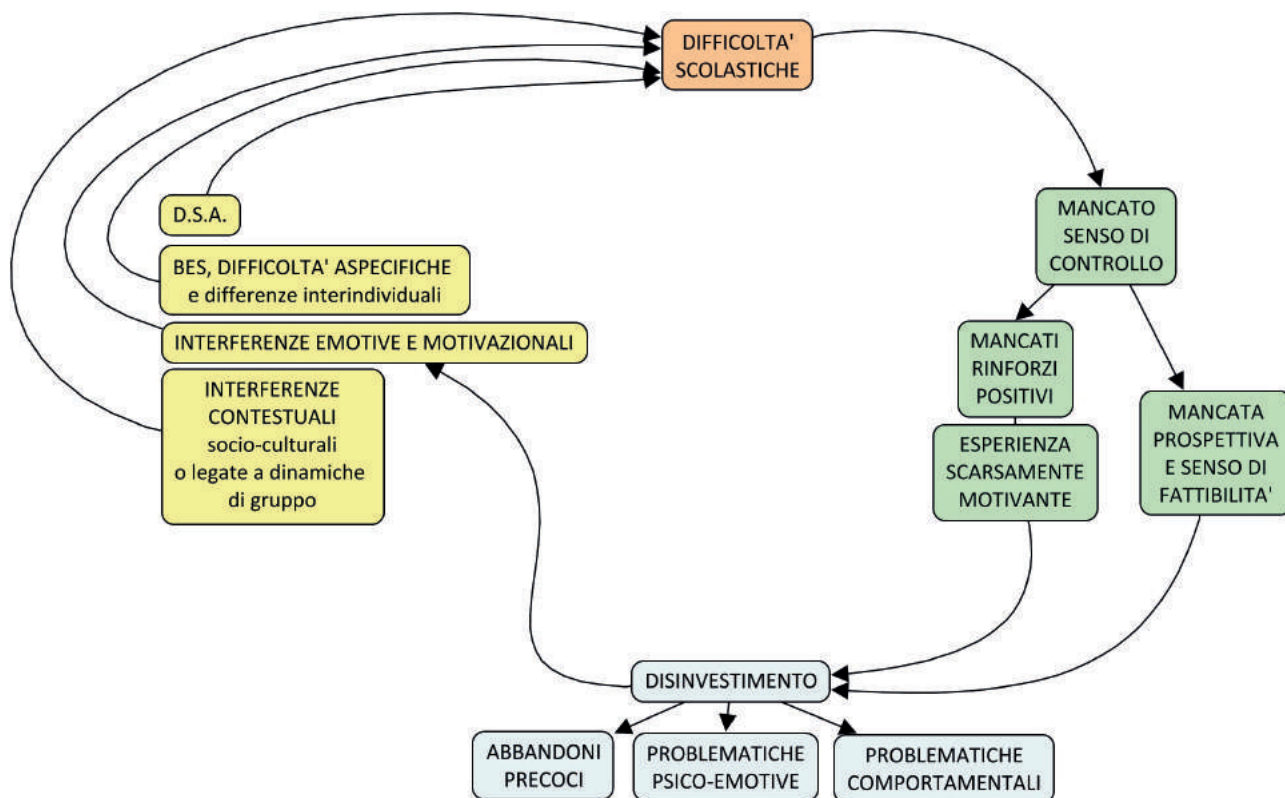 DIFFICOLTA'
SCOLASTICHE
D.S.A.
BES, DIFFICOLTA' ASPECIFICHE
e differenze interindividuali
INTERFERENZE EMOTIVE E MOTIVAZIONALI
INTERFERENZE
CONTESTUALI
socio-culturali
o legate a dinamiche
di gruppo
MANCATO
SENSO DI
CONTROLLO
MANCATI
RINFORZI
POSITIVI
ESPERIENZA
SCARSAMENTE
MOTIVANTE
MANCATA
PROSPETTIVA
E SENSO DI
FATTIBILITA'
DISINVESTIMENTO
ABBANDONI
PRECOCI
PROBLEMATICHE
PSICO-EMOTIVE
PROBLEMATICHE
COMPORTAMENTALI